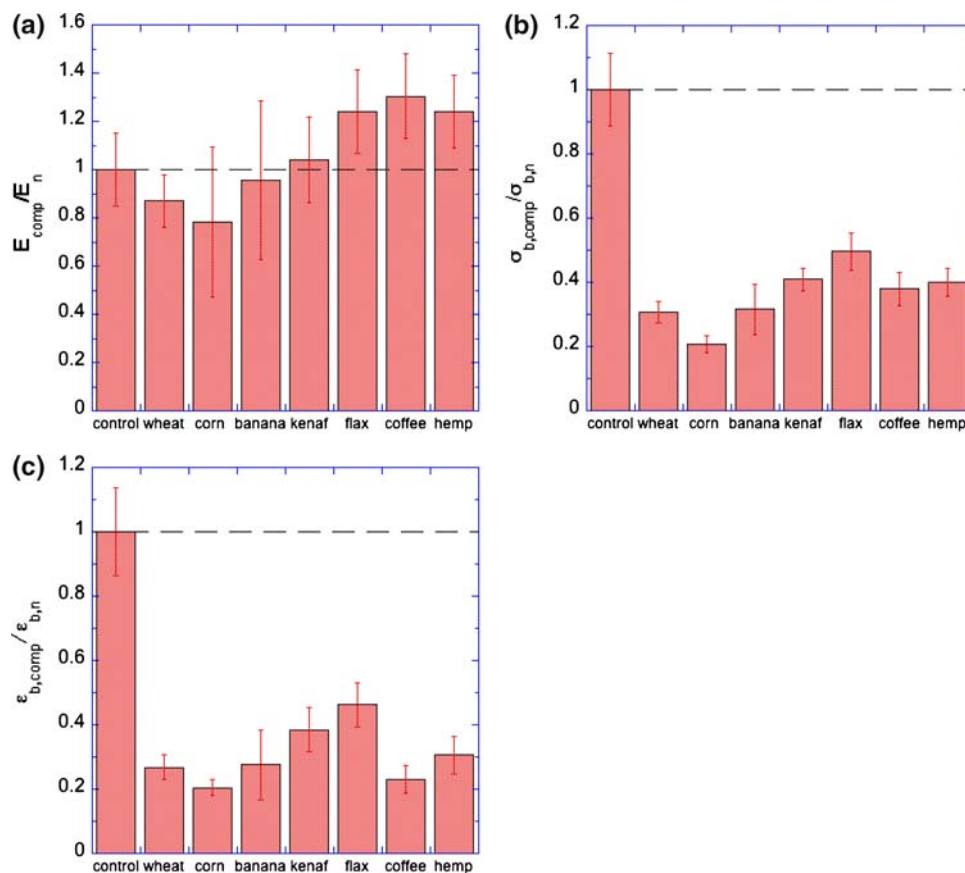 (a)
1.6
1.4
1.2
1
0.8
0.6
0.4
0.2
0
E_comp/E_n
control wheat corn banana kenaf flax coffee hemp
(b)
1.2
1
0.8
0.6
0.4
0.2
0
σ_b,comp/σ_b,n
control wheat corn banana kenaf flax coffee hemp
(c)
1.2
1
0.8
0.6
0.4
0.2
0
ε_b,comp/ε_b,n
control wheat corn banana kenaf flax coffee hemp